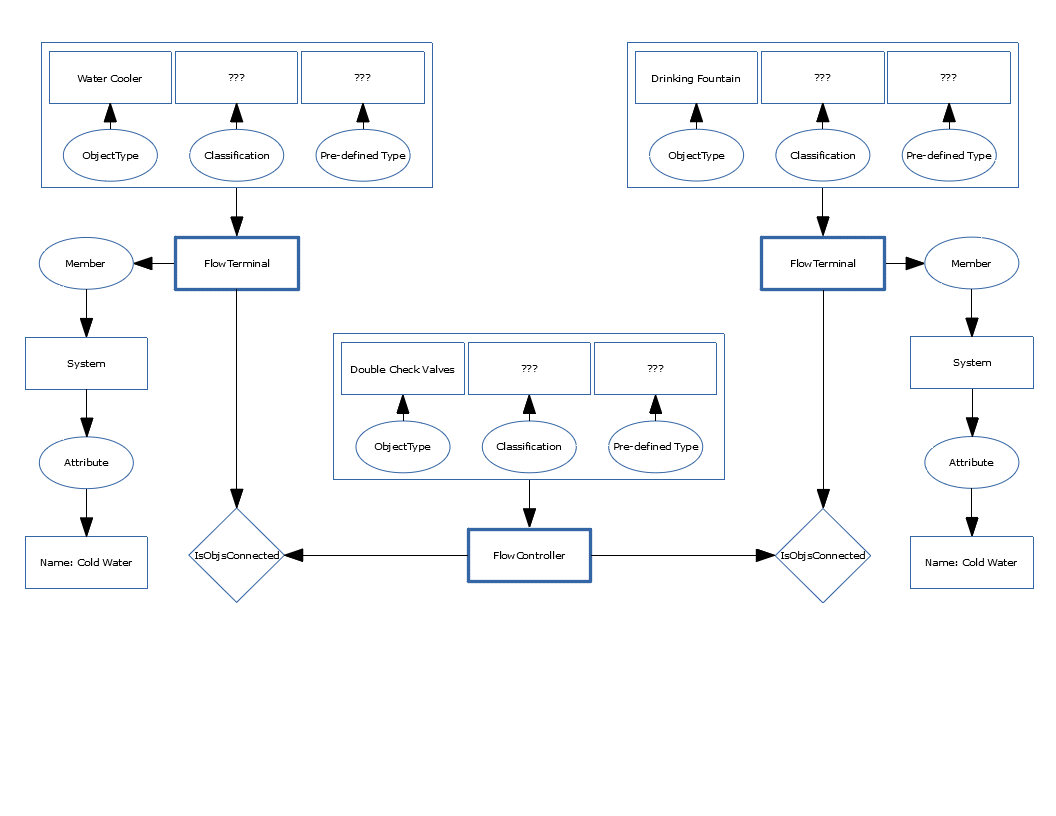 Water Cooler ??? ???
Drinking Fountain ??? ???
ObjectType Classification Pre-defined Type
ObjectType Classification Pre-defined Type
Member FlowTerminal
FlowTerminal Member
System
System
Double Check Valves ??? ???
ObjectType Classification Pre-defined Type
Attribute
Attribute
Name: Cold Water
IsObjsConnected
FlowController
IsObjsConnected
Name: Cold Water